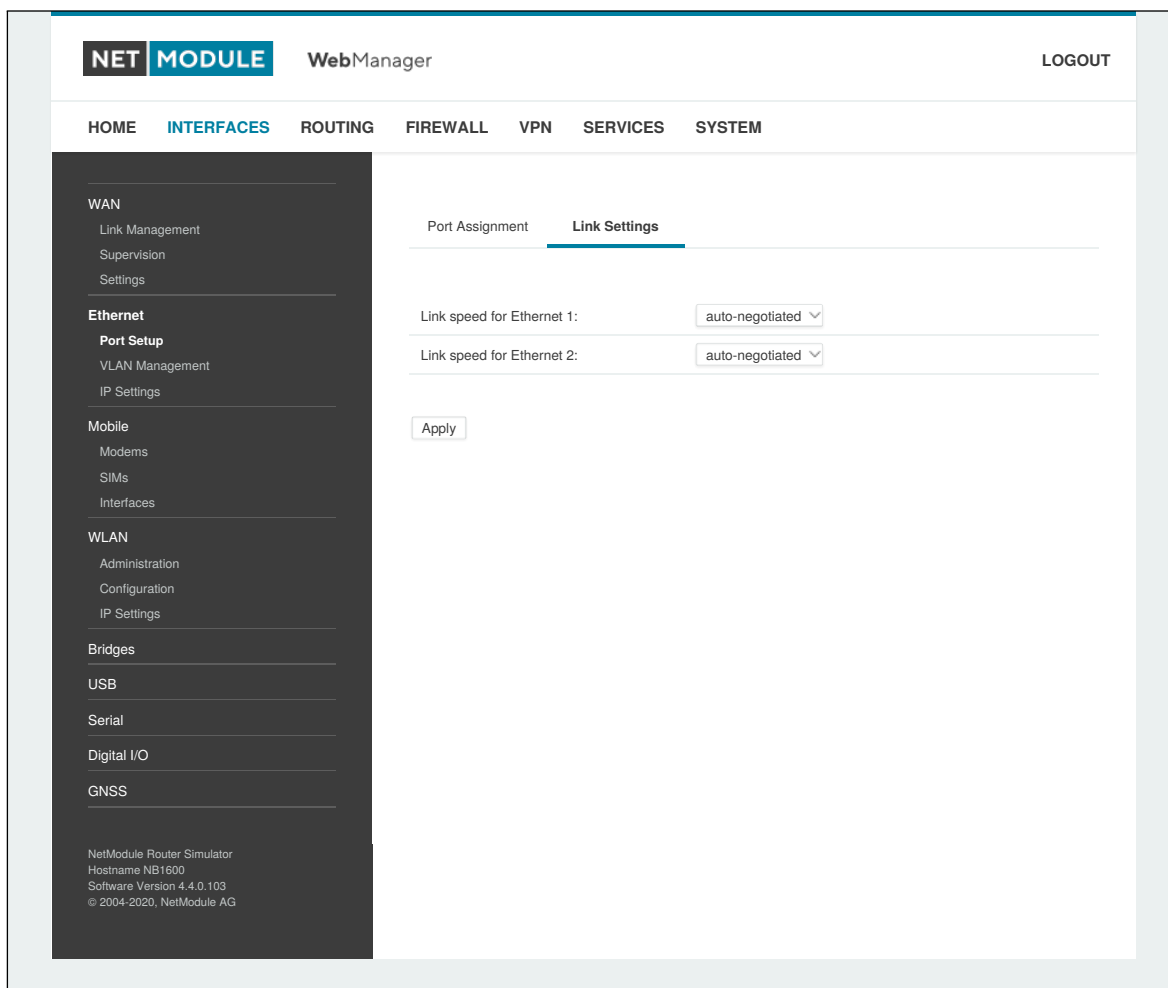 NET MODULE WebManager LOGOUT
HOME INTERFACES ROUTING FIREWALL VPN SERVICES SYSTEM
WAN
Link Management
Supervision
Settings
Ethernet
Port Setup
VLAN Management
IP Settings
Mobile
Modems
SIMs
Interfaces
WLAN
Administration
Configuration
IP Settings
Bridges
USB
Serial
Digital I/O
GNSS
NetModule Router Simulator
Hostname NB1600
Software Version 4.4.0.103
© 2004-2020, NetModule AG
Port Assignment Link Settings
Link speed for Ethernet 1: auto-negotiated
Link speed for Ethernet 2: auto-negotiated
Apply